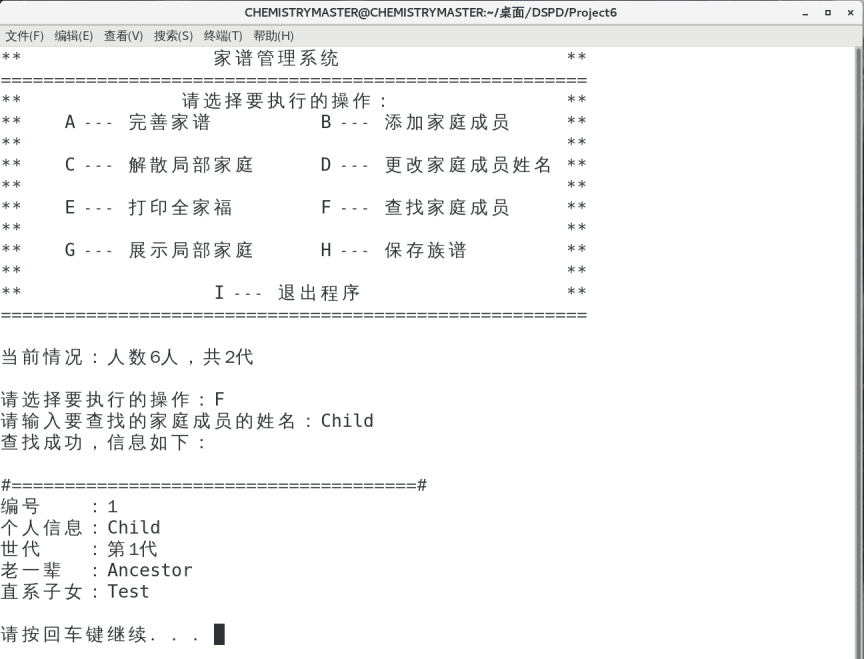 CHEMISTRYMASTER@CHEMISTRYMASTER:~/桌面/DSPD/Project6
文件(F) 编辑(E) 查看(V) 搜索(S) 终端(T) 帮助(H)
** 家谱管理系统 **
=======================================================
** 请选择要执行的操作: **
** A --- 完善家谱 B --- 添加家庭成员 **
** **
** C --- 解散局部家庭 D --- 更改家庭成员姓名 **
** **
** E --- 打印全家福 F --- 查找家庭成员 **
** **
** G --- 展示局部家庭 H --- 保存族谱 **
** **
** I --- 退出程序 **
=======================================================
当前情况:人数6人,共2代
请选择要执行的操作:F
请输入要查找的家庭成员的姓名:Child
查找成功,信息如下:
#======================================#
编号 :1
个人信息:Child
世代 :第1代
老一辈 :Ancestor
直系子女:Test
请按回车键继续. . .